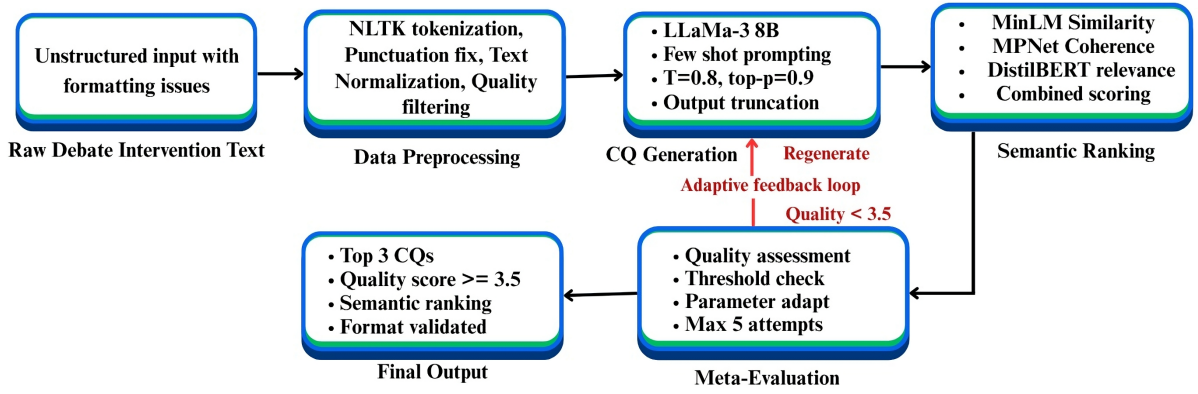 Unstructured input with
formatting issues
Raw Debate Intervention Text
NLTK tokenization,
Punctuation fix, Text
Normalization, Quality
filtering
Data Preprocessing
• LLaMa-3 8B
• Few shot prompting
• T=0.8, top-p=0.9
• Output truncation
CQ Generation
• MinLM Similarity
• MPNet Coherence
• DistilBERT relevance
• Combined scoring
Semantic Ranking
Regenerate
Adaptive feedback loop
Quality < 3.5
• Quality assessment
• Threshold check
• Parameter adapt
• Max 5 attempts
Meta-Evaluation
• Top 3 CQs
• Quality score >= 3.5
• Semantic ranking
• Format validated
Final Output